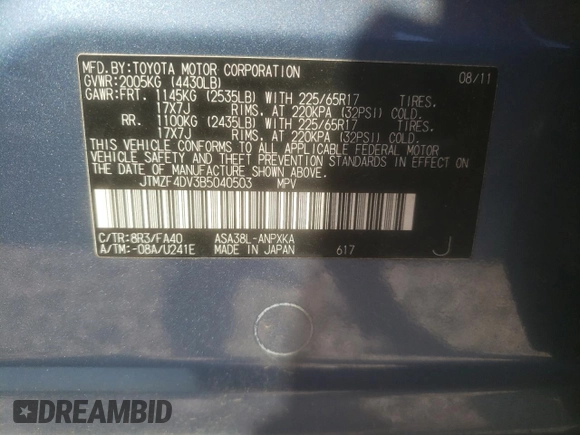 MFD.BY:TOYOTA MOTOR CORPORATION 08/11
GVWR:2005KG (4430LB)
GAWR:FRT. 1145KG (2535LB) WITH 225/65R17 TIRES.
17X7J RIMS. AT 220KPA (32PSI) COLD.
RR. 1100KG (2435LB) WITH 225/65R17 TIRES.
17X7J RIMS. AT 220KPA (32PSI) COLD.
THIS VEHICLE CONFORMS TO ALL APPLICABLE FEDERAL MOTOR
VEHICLE SAFETY AND THEFT PREVENTION STANDARDS IN EFFECT ON
THE DATE OF MANUFACTURE SHOWN ABOVE.
JTMZF4DV3B5040503 MPV
C/TR:8R3/FA40 ASA38L-ANPXKA
A/TM:-08A/U241E MADE IN JAPAN 617 J
DREAMBID